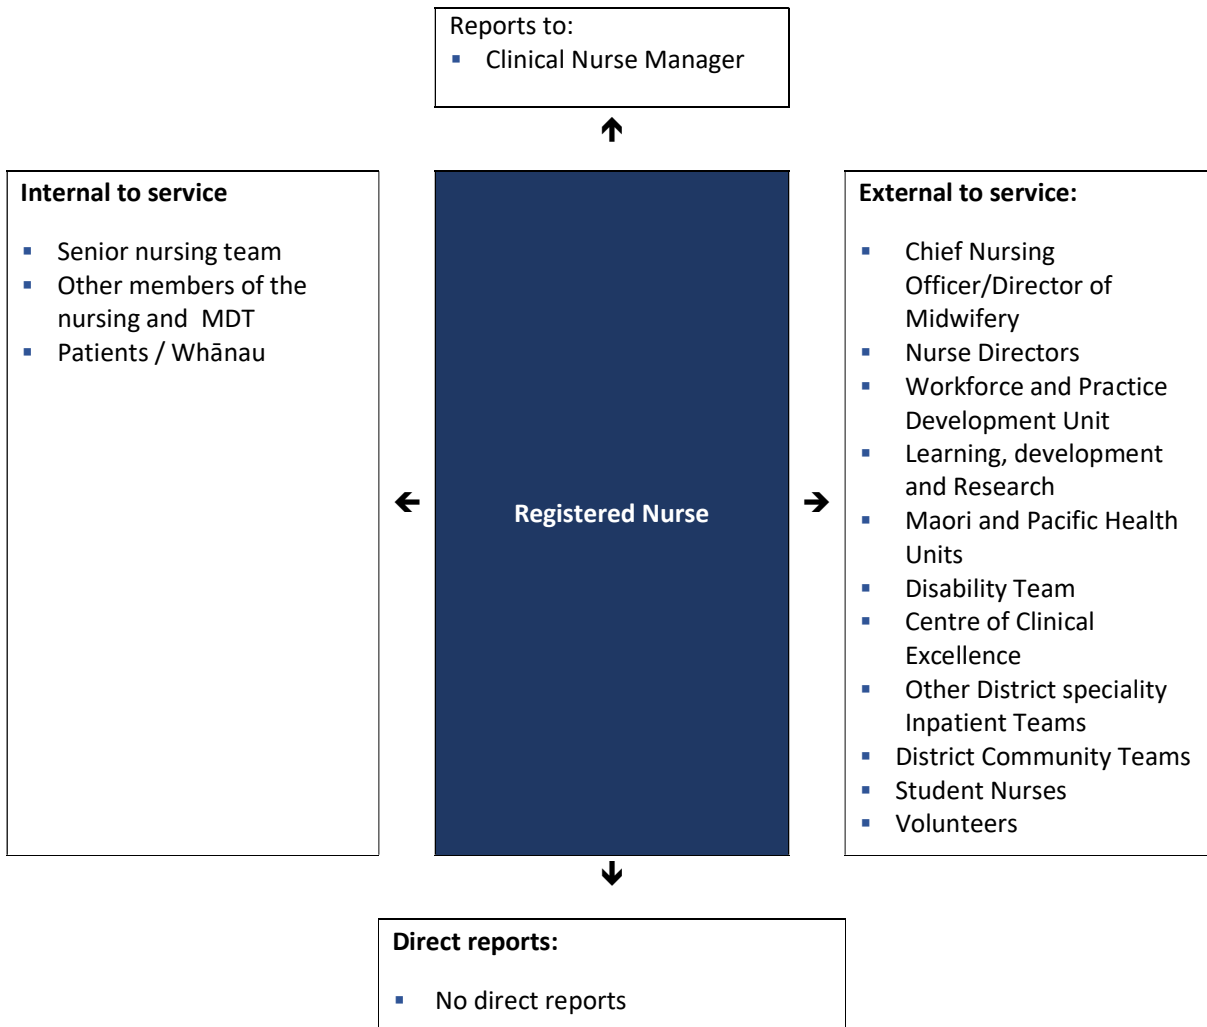 Reports to:
▪ Clinical Nurse Manager
Internal to service
▪ Senior nursing team
▪ Other members of the
nursing and  MDT
▪ Patients / Whānau
Registered Nurse
External to service:
▪ Chief Nursing
Officer/Director of
Midwifery
▪ Nurse Directors
▪ Workforce and Practice
Development Unit
▪ Learning, development
and Research
▪ Maori and Pacific Health
Units
▪ Disability Team
▪ Centre of Clinical
Excellence
▪ Other District speciality
Inpatient Teams
▪ District Community Teams
▪ Student Nurses
▪ Volunteers
Direct reports:
▪ No direct reports